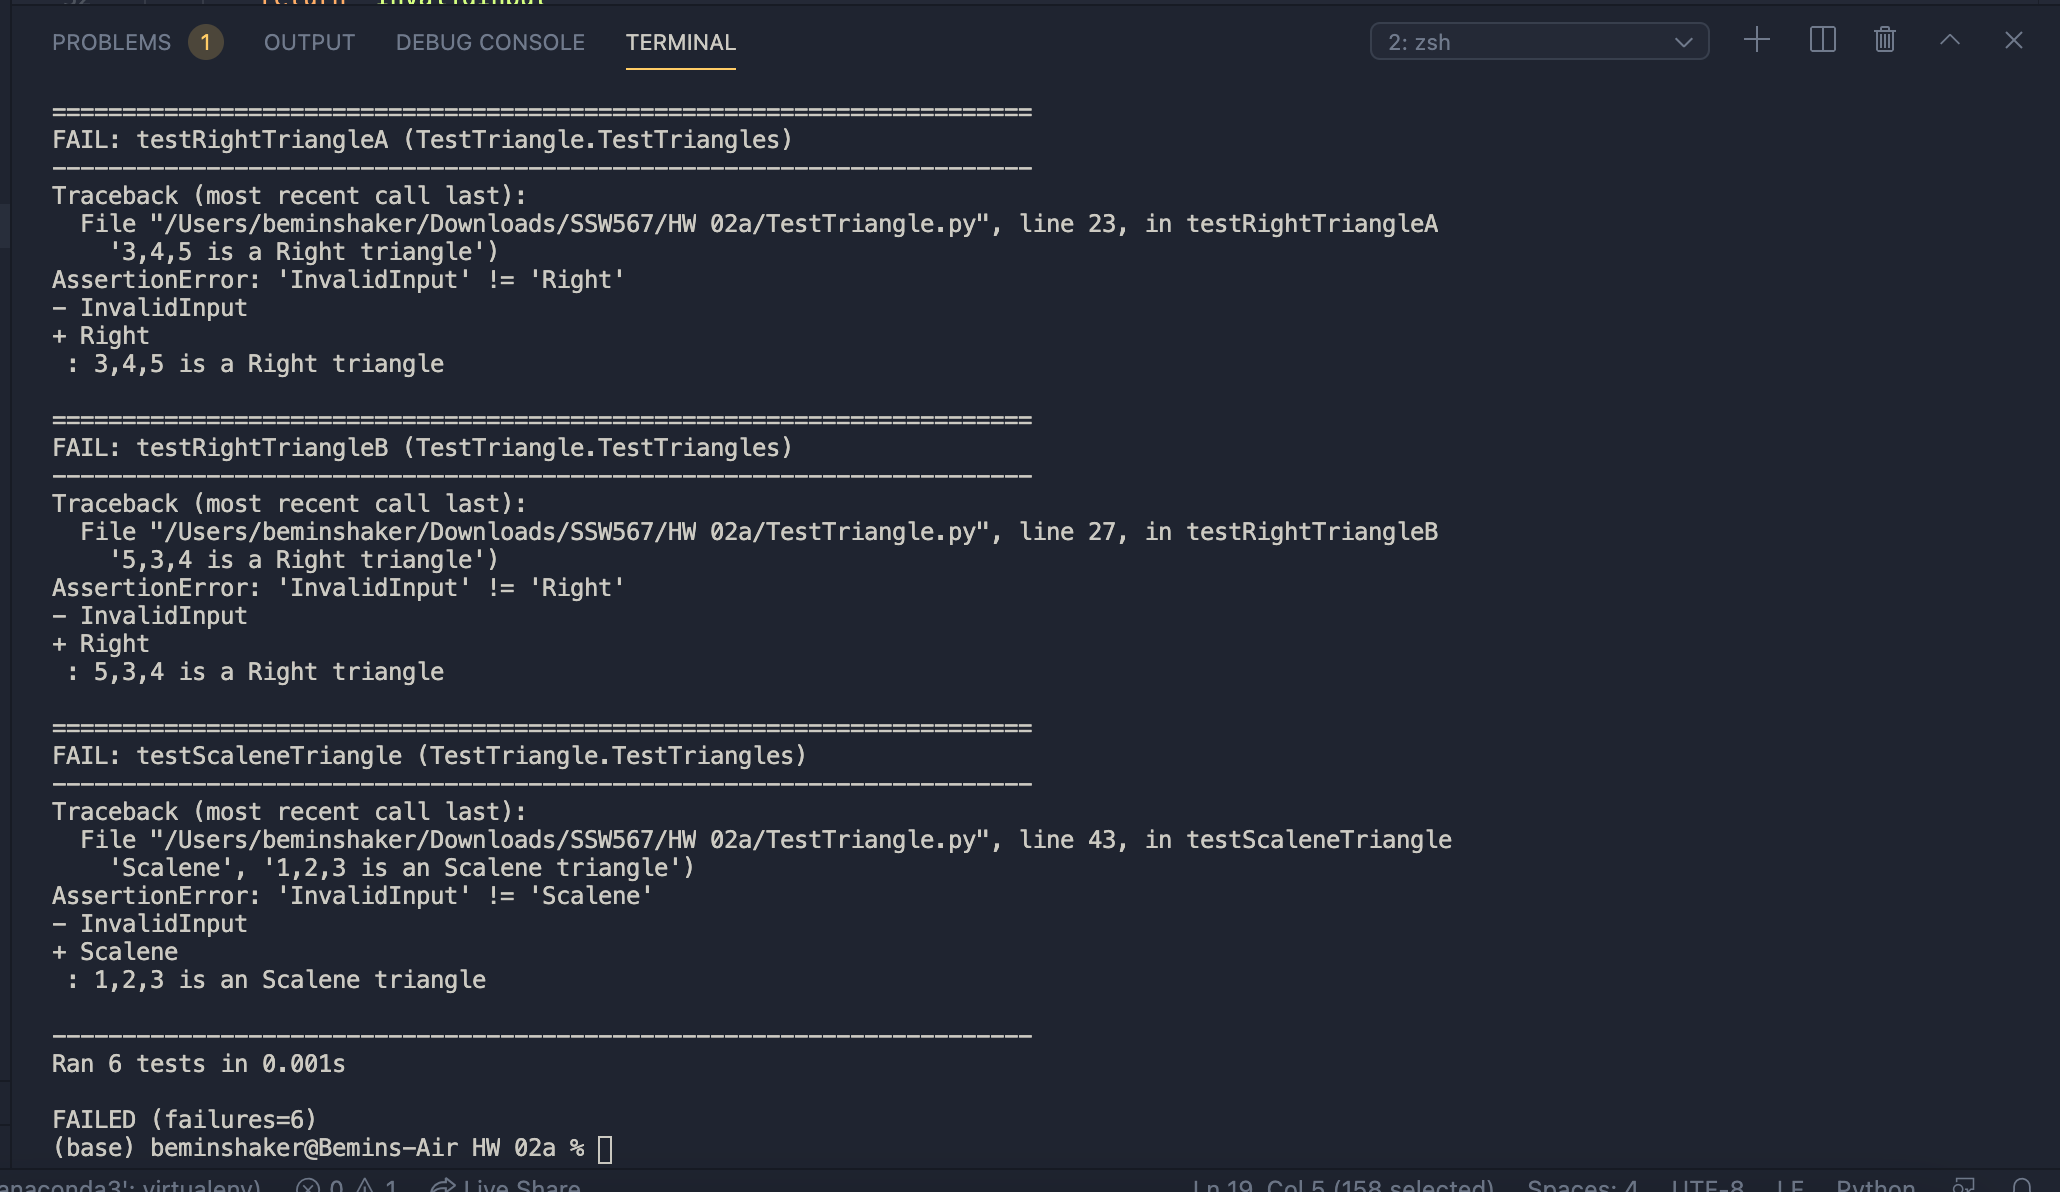 return 'InvalidInput'
PROBLEMS 1 OUTPUT DEBUG CONSOLE TERMINAL 2: zsh
======================================================================
FAIL: testRightTriangleA (TestTriangle.TestTriangles)
----------------------------------------------------------------------
Traceback (most recent call last):
  File "/Users/beminshaker/Downloads/SSW567/HW 02a/TestTriangle.py", line 23, in testRightTriangleA
    '3,4,5 is a Right triangle')
AssertionError: 'InvalidInput' != 'Right'
- InvalidInput
+ Right
 : 3,4,5 is a Right triangle
======================================================================
FAIL: testRightTriangleB (TestTriangle.TestTriangles)
----------------------------------------------------------------------
Traceback (most recent call last):
  File "/Users/beminshaker/Downloads/SSW567/HW 02a/TestTriangle.py", line 27, in testRightTriangleB
    '5,3,4 is a Right triangle')
AssertionError: 'InvalidInput' != 'Right'
- InvalidInput
+ Right
 : 5,3,4 is a Right triangle
======================================================================
FAIL: testScaleneTriangle (TestTriangle.TestTriangles)
----------------------------------------------------------------------
Traceback (most recent call last):
  File "/Users/beminshaker/Downloads/SSW567/HW 02a/TestTriangle.py", line 43, in testScaleneTriangle
    'Scalene', '1,2,3 is an Scalene triangle')
AssertionError: 'InvalidInput' != 'Scalene'
- InvalidInput
+ Scalene
 : 1,2,3 is an Scalene triangle
----------------------------------------------------------------------
Ran 6 tests in 0.001s
FAILED (failures=6)
(base) beminshaker@Bemins-Air HW 02a %
anaconda3': virtualenv) 0 1 Live Share Ln 19, Col 5 (158 selected) Spaces: 4 UTF-8 LF Python